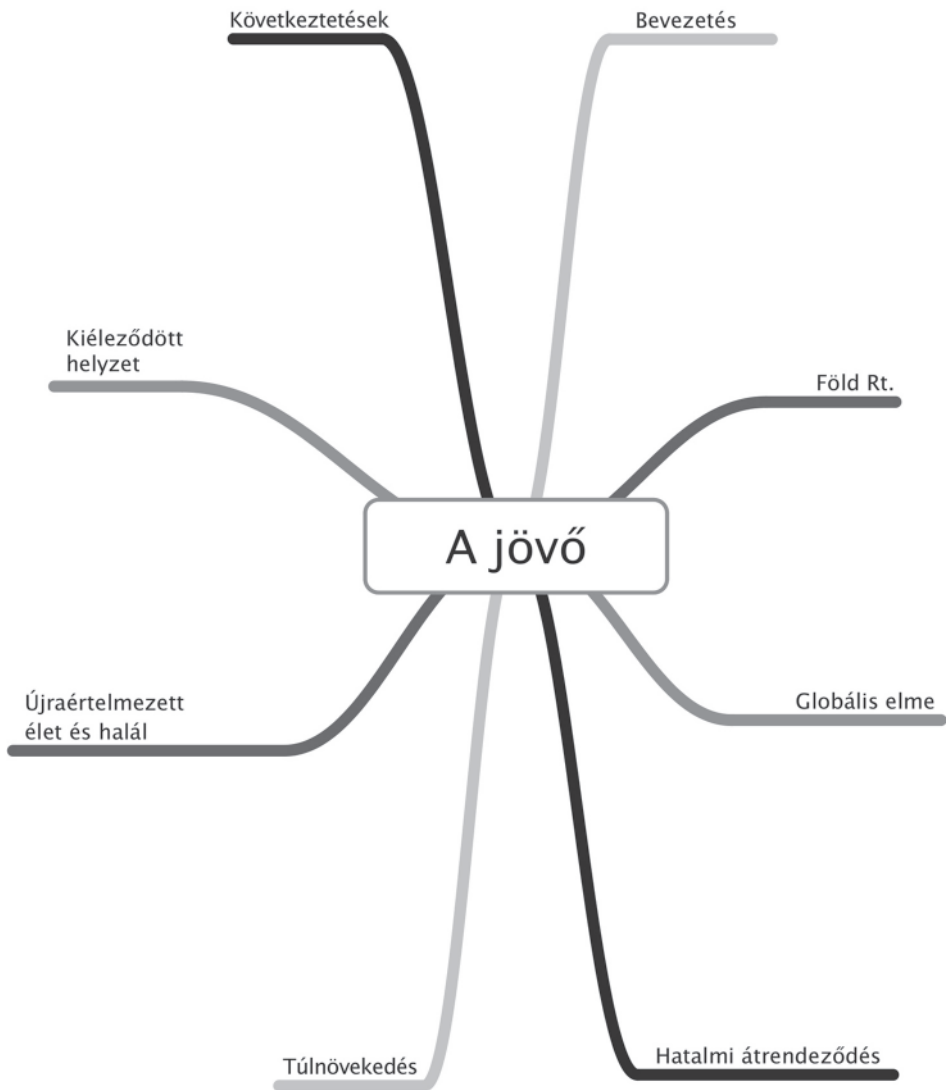 Következtetések
Bevezetés
Kiéleződött
helyzet
Föld Rt.
A jövő
Újraértelmezett
élet és halál
Globális elme
Túlnövekedés
Hatalmi átrendeződés